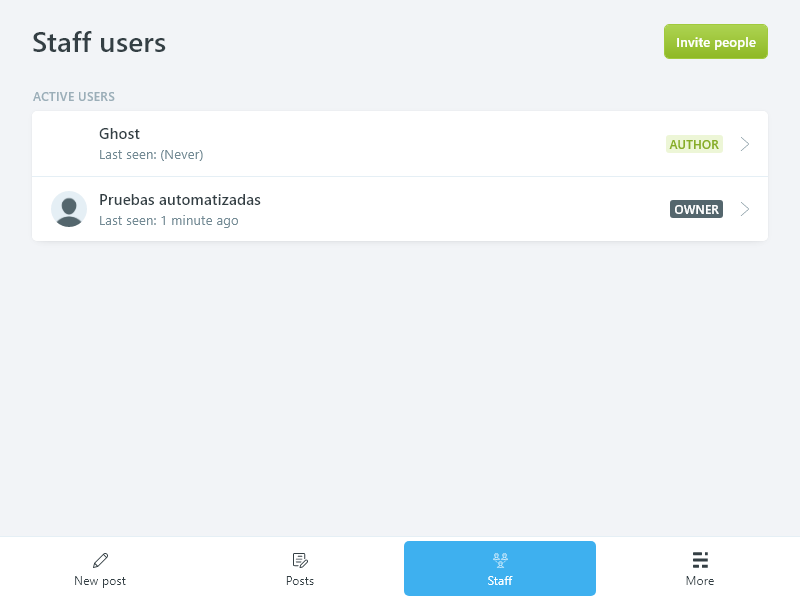 Staff users
Invite people
ACTIVE USERS
Ghost
Last seen: (Never)
AUTHOR
Pruebas automatizadas
Last seen: 1 minute ago
OWNER
New post
Posts
Staff
More